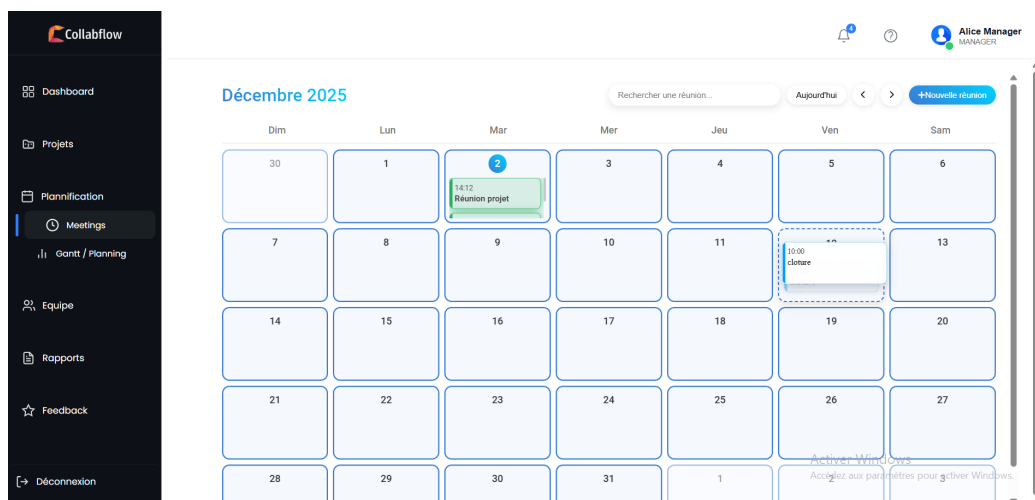 Collabflow
4
Alice Manager
MANAGER
Dashboard
Projets
Plannification
Meetings
Gantt / Planning
Equipe
Rapports
Feedback
Déconnexion
Décembre 2025
Rechercher une réunion...
Aujourd'hui
+Nouvelle réunion
Dim Lun Mar Mer Jeu Ven Sam
30 1 2 3 4 5 6
14:12
Réunion projet
7 8 9 10 11 13
10:00
cloture
14 15 16 17 18 19 20
21 22 23 24 25 26 27
28 29 30 31 1 2 3
Activer Windows
Accédez aux paramètres pour activer Windows.